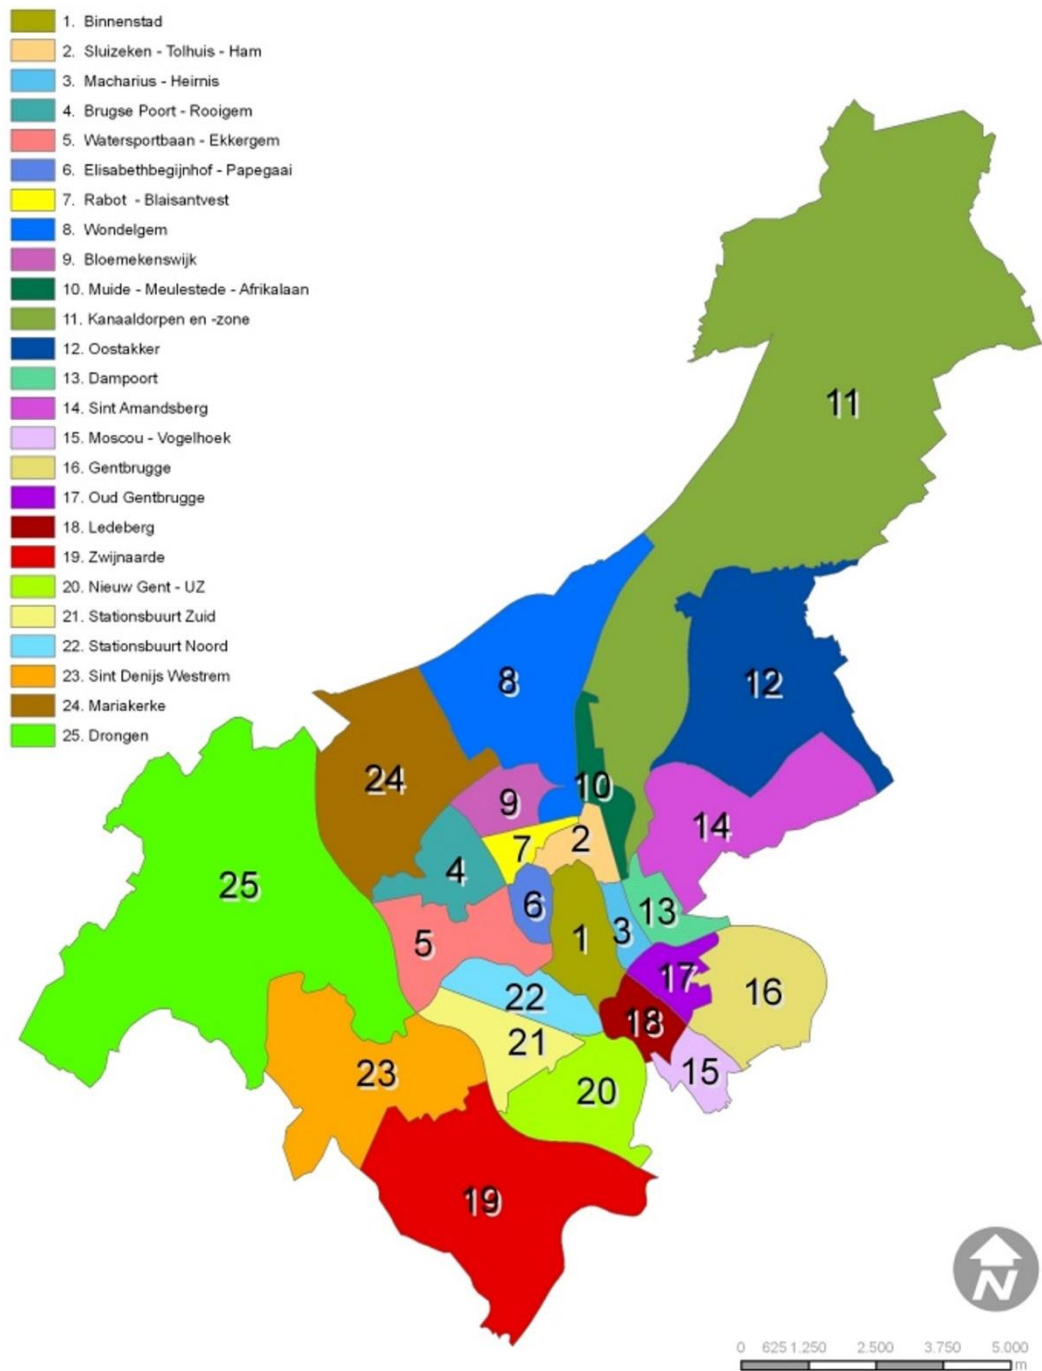 1. Binnenstad
2. Sluizeken - Tolhuis - Ham
3. Macharius - Heirnis
4. Brugse Poort - Rooigem
5. Watersportbaan - Ekkergem
6. Elisabethbegijnhof - Papegaai
7. Rabot - Blaisantvest
8. Wondelgem
9. Bloemekenswijk
10. Muide - Meulestede - Afrikalaan
11. Kanaaldorpen en -zone
12. Oostakker
13. Dampoort
14. Sint Amandsberg
15. Moscou - Vogelhoek
16. Gentbrugge
17. Oud Gentbrugge
18. Ledeberg
19. Zwijnaarde
20. Nieuw Gent - UZ
21. Stationsbuurt Zuid
22. Stationsbuurt Noord
23. Sint Denijs Westrem
24. Mariakerke
25. Drongen
11
8
12
24
10
9
14
2
7
4
25
6
13
3
1
5
17
16
22
18
21
15
23
20
19
N
0 625 1.250 2.500 3.750 5.000
m